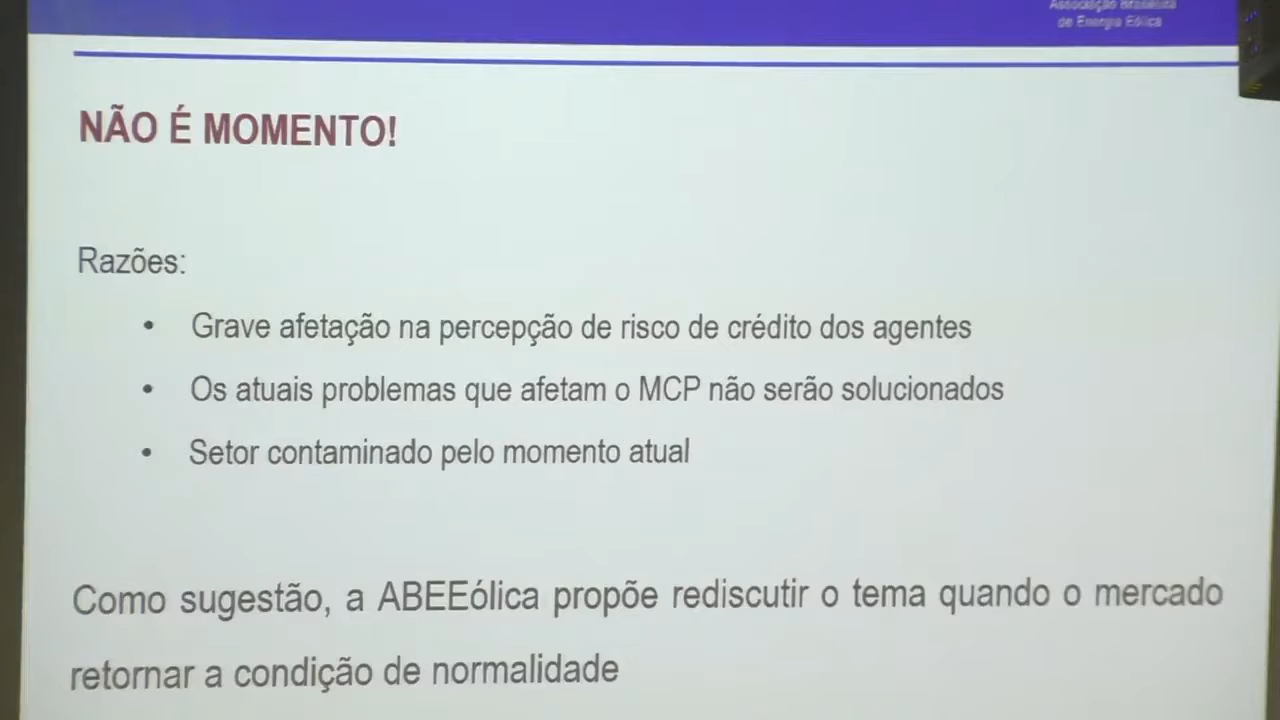 Associação Brasileira
de Energia Eólica
NÃO É MOMENTO!
Razões:
• Grave afetação na percepção de risco de crédito dos agentes
• Os atuais problemas que afetam o MCP não serão solucionados
• Setor contaminado pelo momento atual
Como sugestão, a ABEEólica propõe rediscutir o tema quando o mercado
retornar a condição de normalidade